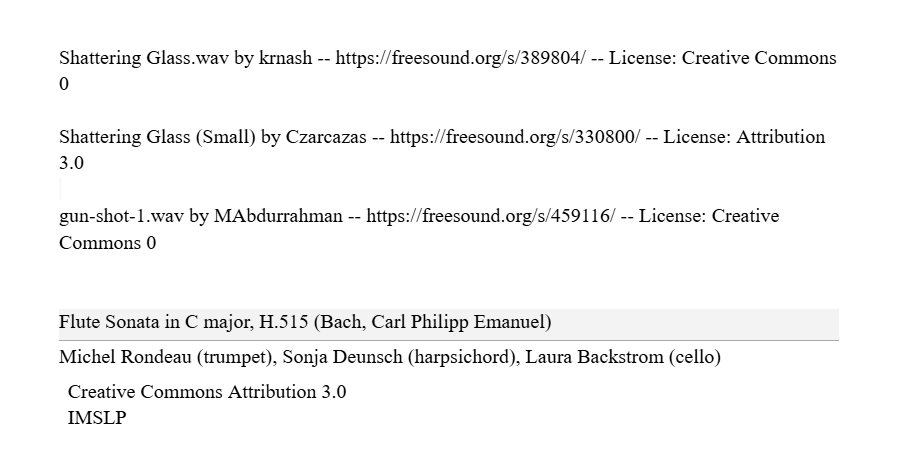 Shattering Glass.wav by krnash -- https://freesound.org/s/389804/ -- License: Creative Commons
0
Shattering Glass (Small) by Czarcazas -- https://freesound.org/s/330800/ -- License: Attribution
3.0
gun-shot-1.wav by MAbdurrahman -- https://freesound.org/s/459116/ -- License: Creative
Commons 0
Flute Sonata in C major, H.515 (Bach, Carl Philipp Emanuel)
Michel Rondeau (trumpet), Sonja Deunsch (harpsichord), Laura Backstrom (cello)
Creative Commons Attribution 3.0
IMSLP